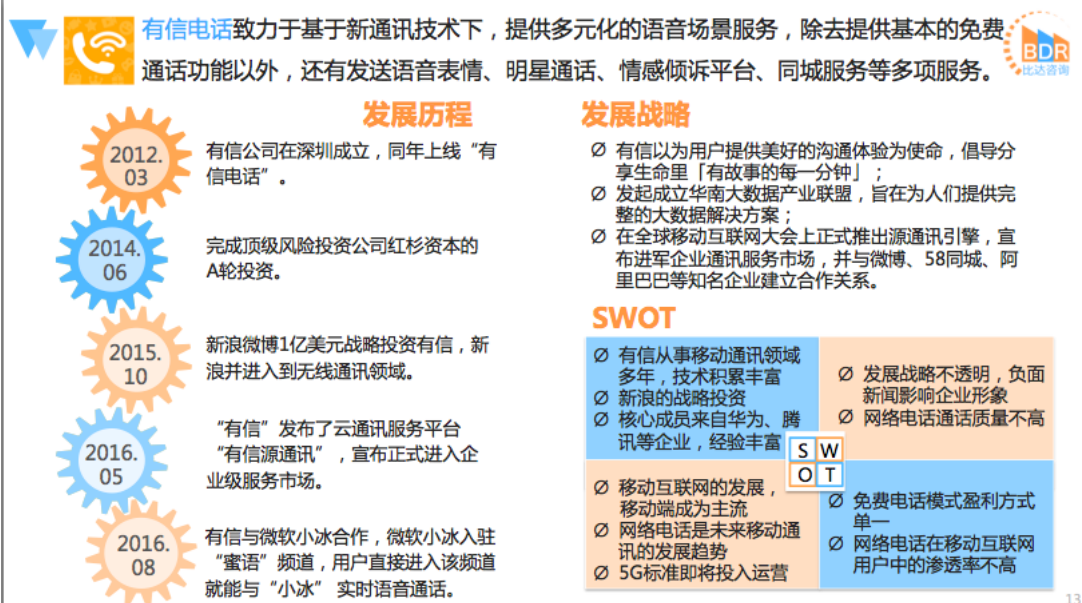 有信电话致力于基于新通讯技术下，提供多元化的语音场景服务，除去提供基本的免费
通话功能以外，还有发送语音表情、明星通话、情感倾诉平台、同城服务等多项服务。
BDR
比达咨询
发展历程
2012.
03
有信公司在深圳成立，同年上线“有
信电话”。
2014.
06
完成顶级风险投资公司红杉资本的
A轮投资。
2015.
10
新浪微博1亿美元战略投资有信，新
浪并进入到无线通讯领域。
2016.
05
“有信”发布了云通讯服务平台
“有信源通讯”，宣布正式进入企
业级服务市场。
2016.
08
有信与微软小冰合作，微软小冰入驻
“蜜语”频道，用户直接进入该频道
就能与“小冰” 实时语音通话。
发展战略
Ø 有信以为用户提供美好的沟通体验为使命，倡导分
享生命里「有故事的每一分钟」；
Ø 发起成立华南大数据产业联盟，旨在为人们提供完
整的大数据解决方案；
Ø 在全球移动互联网大会上正式推出源通讯引擎，宣
布进军企业通讯服务市场，并与微博、58同城、阿
里巴巴等知名企业建立合作关系。
SWOT
Ø 有信从事移动通讯领域
多年，技术积累丰富
Ø 新浪的战略投资
Ø 核心成员来自华为、腾
讯等企业，经验丰富
Ø 发展战略不透明，负面
新闻影响企业形象
Ø 网络电话通话质量不高
S W
O T
Ø 移动互联网的发展，
移动端成为主流
Ø 网络电话是未来移动通
讯的发展趋势
Ø 5G标准即将投入运营
Ø 免费电话模式盈利方式
单一
Ø 网络电话在移动互联网
用户中的渗透率不高
13